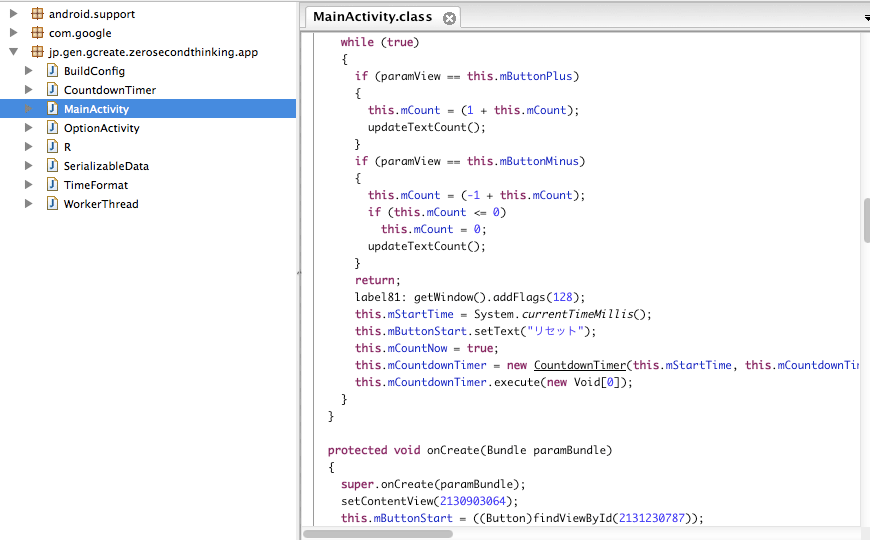 android.support
com.google
jp.gen.gcreate.zerosecondthinking.app
BuildConfig
CountdownTimer
MainActivity
OptionActivity
R
SerializableData
TimeFormat
WorkerThread
MainActivity.class
while (true)
{
if (paramView == this.mButtonPlus)
{
this.mCount = (1 + this.mCount);
updateTextCount();
}
if (paramView == this.mButtonMinus)
{
this.mCount = (-1 + this.mCount);
if (this.mCount <= 0)
this.mCount = 0;
updateTextCount();
}
return;
label81: getWindow().addFlags(128);
this.mStartTime = System.currentTimeMillis();
this.mButtonStart.setText("リセット");
this.mCountNow = true;
this.mCountdownTimer = new CountdownTimer(this.mStartTime, this.mCountdownTi
this.mCountdownTimer.execute(new Void[0]);
}
}
protected void onCreate(Bundle paramBundle)
{
super.onCreate(paramBundle);
setContentView(2130903064);
this.mButtonStart = ((Button)findViewById(2131230787));